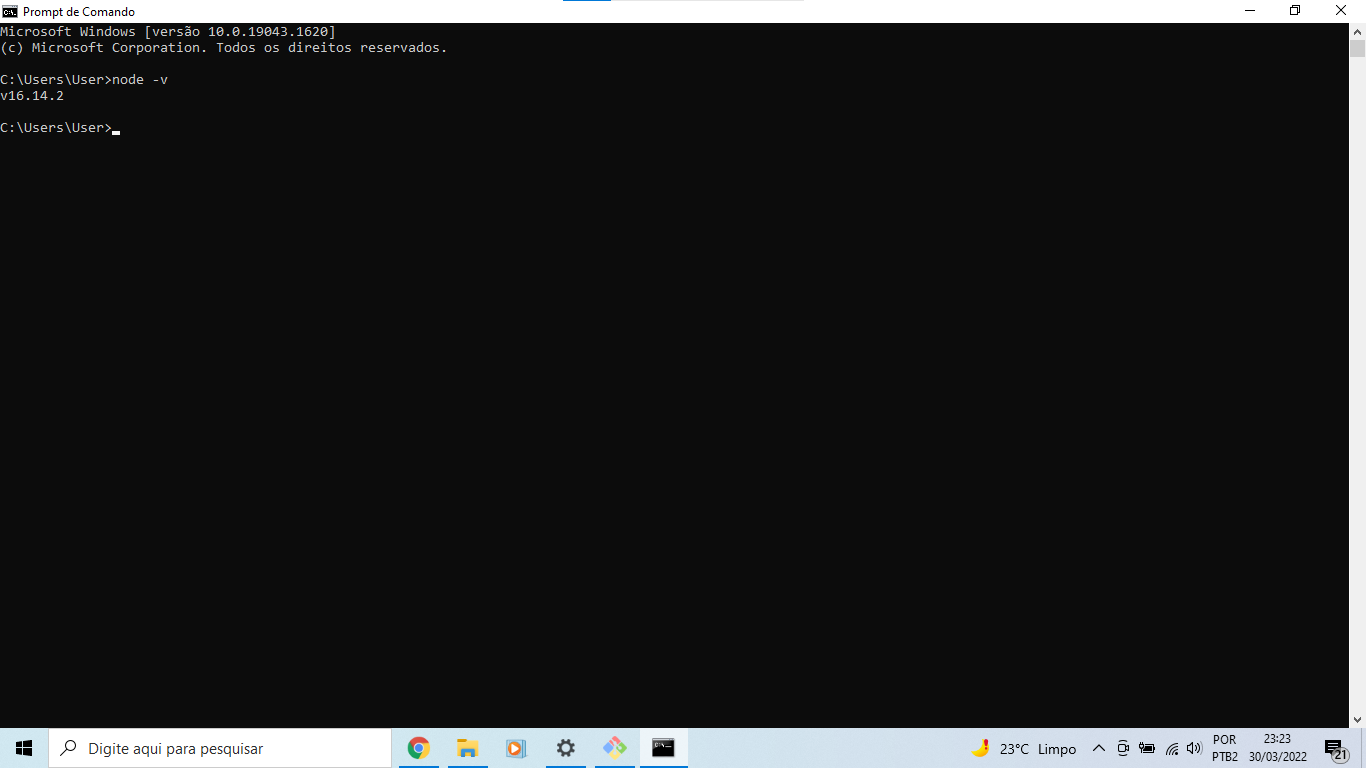 Prompt de Comando
Microsoft Windows [versão 10.0.19043.1620]
(c) Microsoft Corporation. Todos os direitos reservados.
C:\Users\User>node -v
v16.14.2
C:\Users\User>
Digite aqui para pesquisar
23°C Limpo
POR
PTB2
23:23
30/03/2022
21